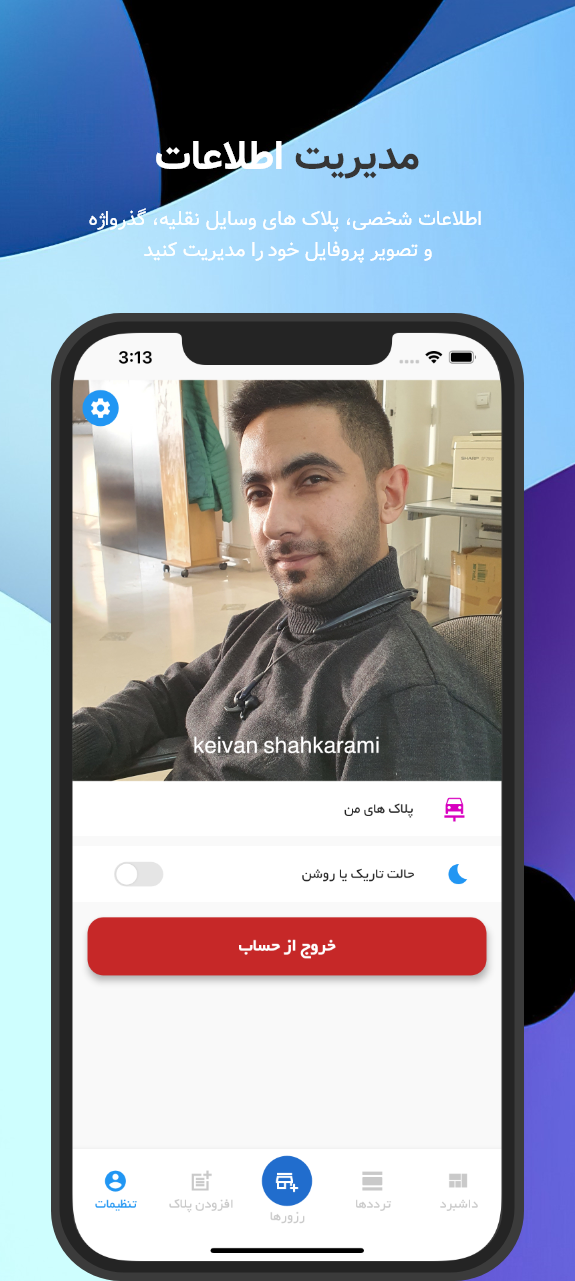 مدیریت اطلاعات
اطلاعات شخصی، پلاک های وسایل نقلیه، گذرواژه
و تصویر پروفایل خود را مدیریت کنید
3:13
SHARP
keivan shahkarami
پلاک های من
حالت تاریک یا روشن
خروج از حساب
داشبرد
ترددها
رزورها
افزودن پلاک
تنظیمات